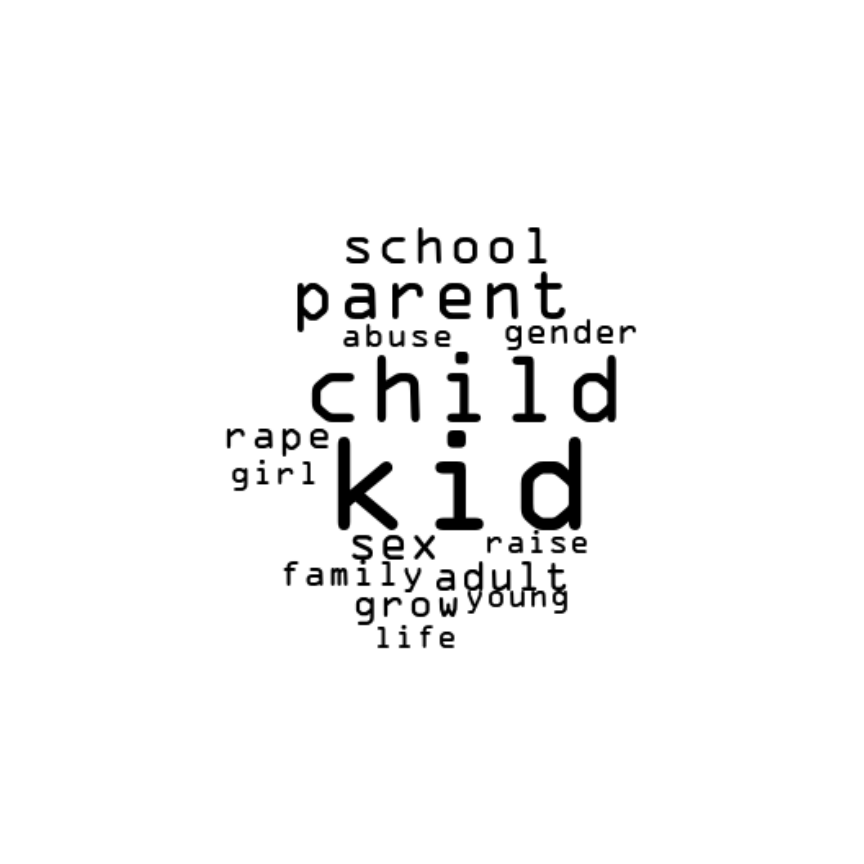 school
parent
abuse gender
child
rape
girl
kid
sex raise
family adult
grow young
life